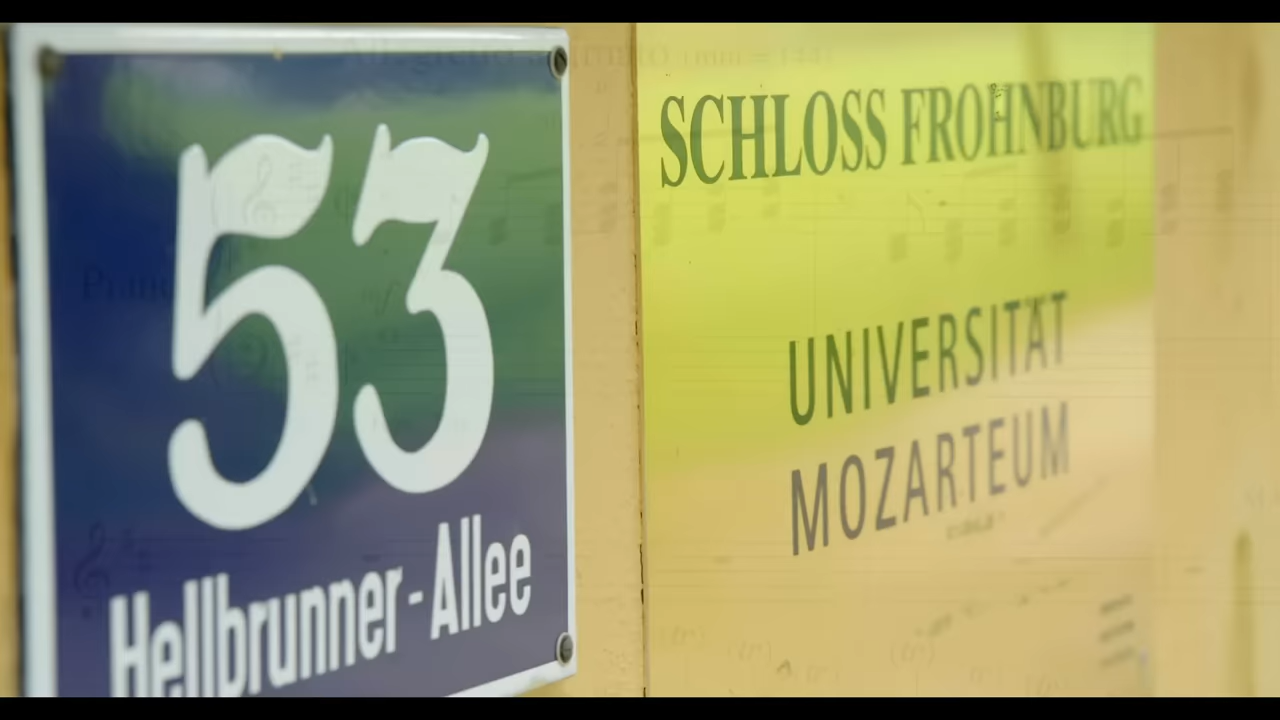 53
Hellbrunner-Allee
SCHLOSS FROHNBURG
UNIVERSITÄT
MOZARTEUM